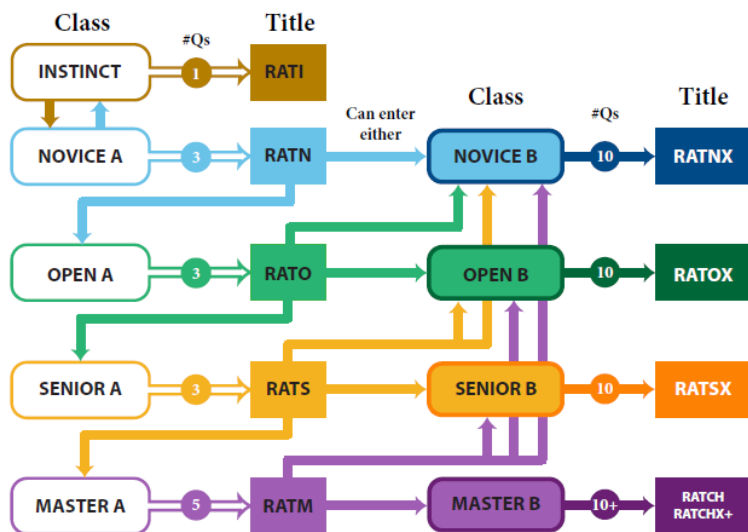 Class
#Qs
Title
INSTINCT
1
RATI
Can enter
either
Class
#Qs
Title
NOVICE A
3
RATN
NOVICE B
10
RATNX
OPEN A
3
RATO
OPEN B
10
RATOX
SENIOR A
3
RATS
SENIOR B
10
RATSX
MASTER A
5
RATM
MASTER B
10+
RATCH
RATCHX+